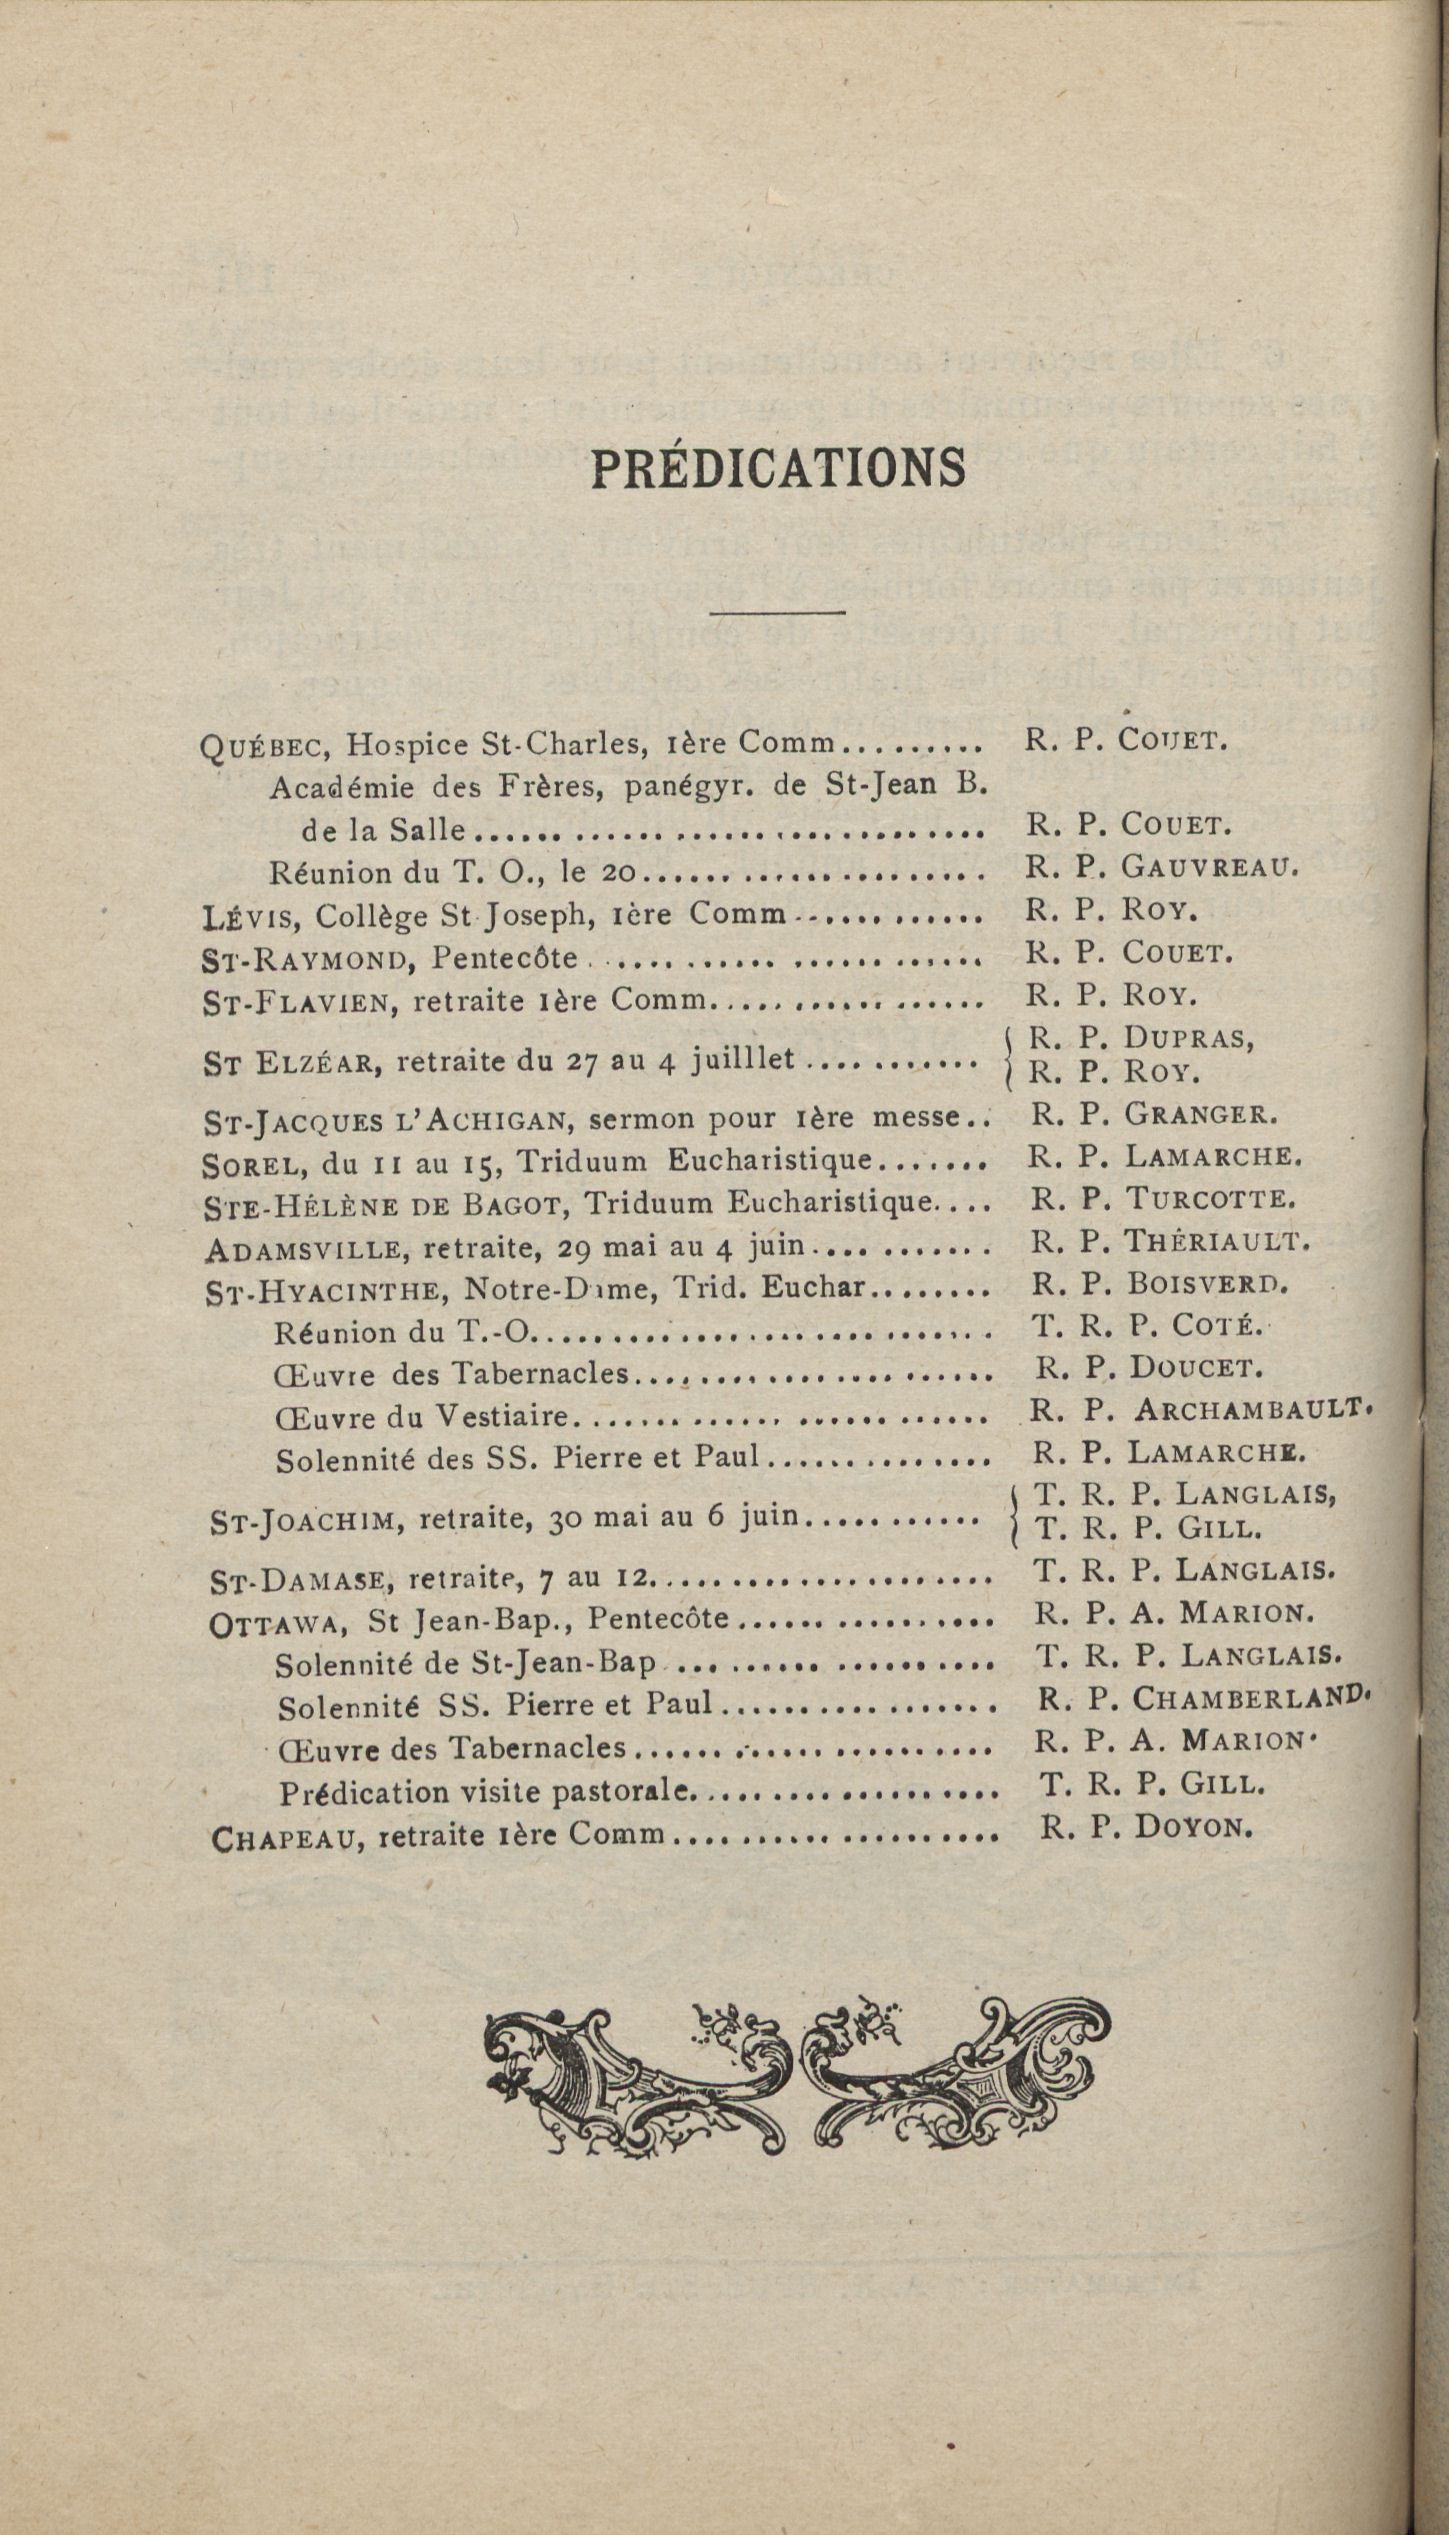 PRÉDICATIONS
QUÉBEC, Hospice St-Charles, 1ère Comm......... R. P. COUET.
Académie des Frères, panégyr. de St-Jean B.
de la Salle.................................. R. P. COUET.
Réunion du T. O., le 20....................... R. P. GAUVREAU.
LÉVIS, Collège St-Joseph, 1ère Comm............ R. P. ROY.
ST-RAYMOND, Pentecôte......................... R. P. COUET.
ST-FLAVIEN, retraite 1ère Comm................. R. P. ROY.
ST ELZÉAR, retraite du 27 au 4 juilllet........... { R. P. DUPRAS,
R. P. ROY.
ST-JACQUES L'ACHIGAN, sermon pour 1ère messe.. R. P. GRANGER.
SOREL, du 11 au 15, Triduum Eucharistique....... R. P. LAMARCHE.
STE-HÉLÈNE DE BAGOT, Triduum Eucharistique.... R. P. TURCOTTE.
ADAMSVILLE, retraite, 29 mai au 4 juin........... R. P. THÉRIAULT.
ST-HYACINTHE, Notre-Dame, Trid. Euchar........ R. P. BOISVERD.
Réunion du T.-O............................. T. R. P. COTÉ.
Œuvre des Tabernacles....................... R. P. DOUCET.
Œuvre du Vestiaire.......................... R. P. ARCHAMBAULT.
Solennité des SS. Pierre et Paul............... R. P. LAMARCHE.
ST-JOACHIM, retraite, 30 mai au 6 juin........... { T. R. P. LANGLAIS,
T. R. P. GILL.
ST-DAMASE, retraite, 7 au 12..................... T. R. P. LANGLAIS.
OTTAWA, St Jean-Bap., Pentecôte................ R. P. A. MARION.
Solennité de St-Jean-Bap .................... T. R. P. LANGLAIS.
Solennité SS. Pierre et Paul.................. R. P. CHAMBERLAND.
Œuvre des Tabernacles...................... R. P. A. MARION.
Prédication visite pastorale................... T. R. P. GILL.
CHAPEAU, retraite 1ère Comm.................... R. P. DOYON.